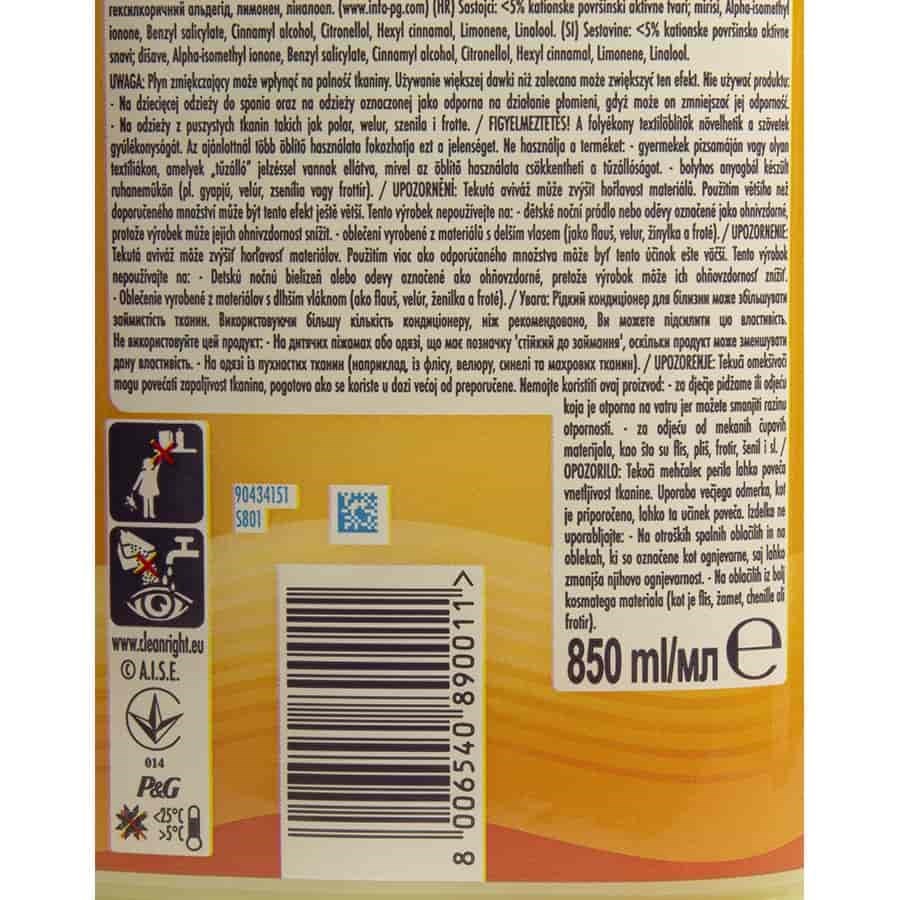 гексилкоричний альдегід, лимонен, ліналоол. (www.info-pg.com) (HR) Sastojci: <5% kationske površinski aktivne tvari; mirisi, Alpha-isomethyl
ionone, Benzyl salicylate, Cinnamyl alcohol, Citronellol, Hexyl cinnamal, Limonene, Linalool. (SI) Sestavine: <5% kationske površinsko aktivne
snovi; dišave, Alpha-isomethyl ionone, Benzyl salicylate, Cinnamyl alcohol, Citronellol, Hexyl cinnamal, Limonene, Linalool.
UWAGA: Płyn zmiękczający może wpłynąć na palność tkaniny. Używanie większej dawki niż zalecana może zwiększyć ten efekt. Nie używać produktu:
- Na dziecięcej odzieży do spania oraz na odzieży oznaczonej jako odporna na działanie płomieni, gdyż może on zmniejszać jej odporność.
- Na odzieży z puszystych tkanin takich jak polar, welur, szenila i frotte. / FIGYELMEZTETÉS! A folyékony textilöblítők növelhetik a szövetek
gyúlékonyságát. Az ajánlottnál több öblítő használata fokozhatja ezt a jelenséget. Ne használja a terméket: - gyermekek pizsamáján vagy olyan
textíliákon, amelyek „tűzálló" jelzéssel vannak ellátva, mivel az öblítő használata csökkentheti a tűzállóságot. - bolyhos anyagból készült
ruhaneműkön (pl. gyapjú, velúr, zsenília vagy frottír). / UPOZORNĚNÍ: Tekutá aviváž může zvýšit hořlavost materiálů. Použitím většího než
doporučeného množství může být tento efekt ještě větší. Tento výrobek nepoužívejte na: - dětské noční prádlo nebo oděvy označené jako ohnivzdorné,
protože výrobek může jejich ohnivzdornost snížit. - oblečení vyrobené z materiálů s delším vlasem (jako flauš, velur, žinylka a froté). / UPOZORNENIE:
Tekutá aviváž môže zvýšiť horľavosť materiálov. Použitím viac ako odporúčaného množstva môže byť tento účinok ešte väčší. Tento výrobok
nepoužívajte na: - Detskú nočnú bielizeň alebo odevy označené ako ohňovzdorné, pretože výrobok môže ich ohňovzdornosť znížiť.
- Oblečenie vyrobené z materiálov s dlhším vláknom (ako flauš, velúr, ženilka a froté). / Увага: Рідкий кондиціонер для білизни може збільшувати
займистість тканин. Використовуючи більшу кількість кондиціонеру, ніж рекомендовано, Ви можете підсилити цю властивість.
Не використовуйте цей продукт: - На дитячих піжамах або одязі, що має позначку 'стійкий до займання', оскільки продукт може зменшувати
дану властивість. - На одязі із пухнастих тканин (наприклад, із флісу, велюру, синелі та махрових тканин). / UPOZORENJE: Tekući omekšivači
mogu povećati zapaljivost tkanina, pogotovo ako se koriste u dozi većoj od preporučene. Nemojte koristiti ovaj proizvod: - za dječje pidžame ili odjeću
koja je otporna na vatru jer možete smanjiti razinu
otpornosti. - za odjeću od mekanih čupavih
materijala, kao što su flis, pliš, frotir, šenil i sl. /
OPOZORILO: Tekoči mehčalec perila lahko poveča
vnetljivost tkanine. Uporaba večjega odmerka, kot
je priporočeno, lahko ta učinek poveča. Izdelka ne
uporabljajte: - Na otroških spalnih oblačilih in na
oblekah, ki so označene kot ognjevarne, saj lahko
zmanjša njihovo ognjevarnost. - Na oblačilih iz bolj
kosmatega materiala (kot je flis, žamet, chenille ali
frotir).
850 ml/мл e
90434151
S801
www.cleanright.eu
© A.I.S.E.
014
P&G
<25°C
>5°C
8 006540 890011 >